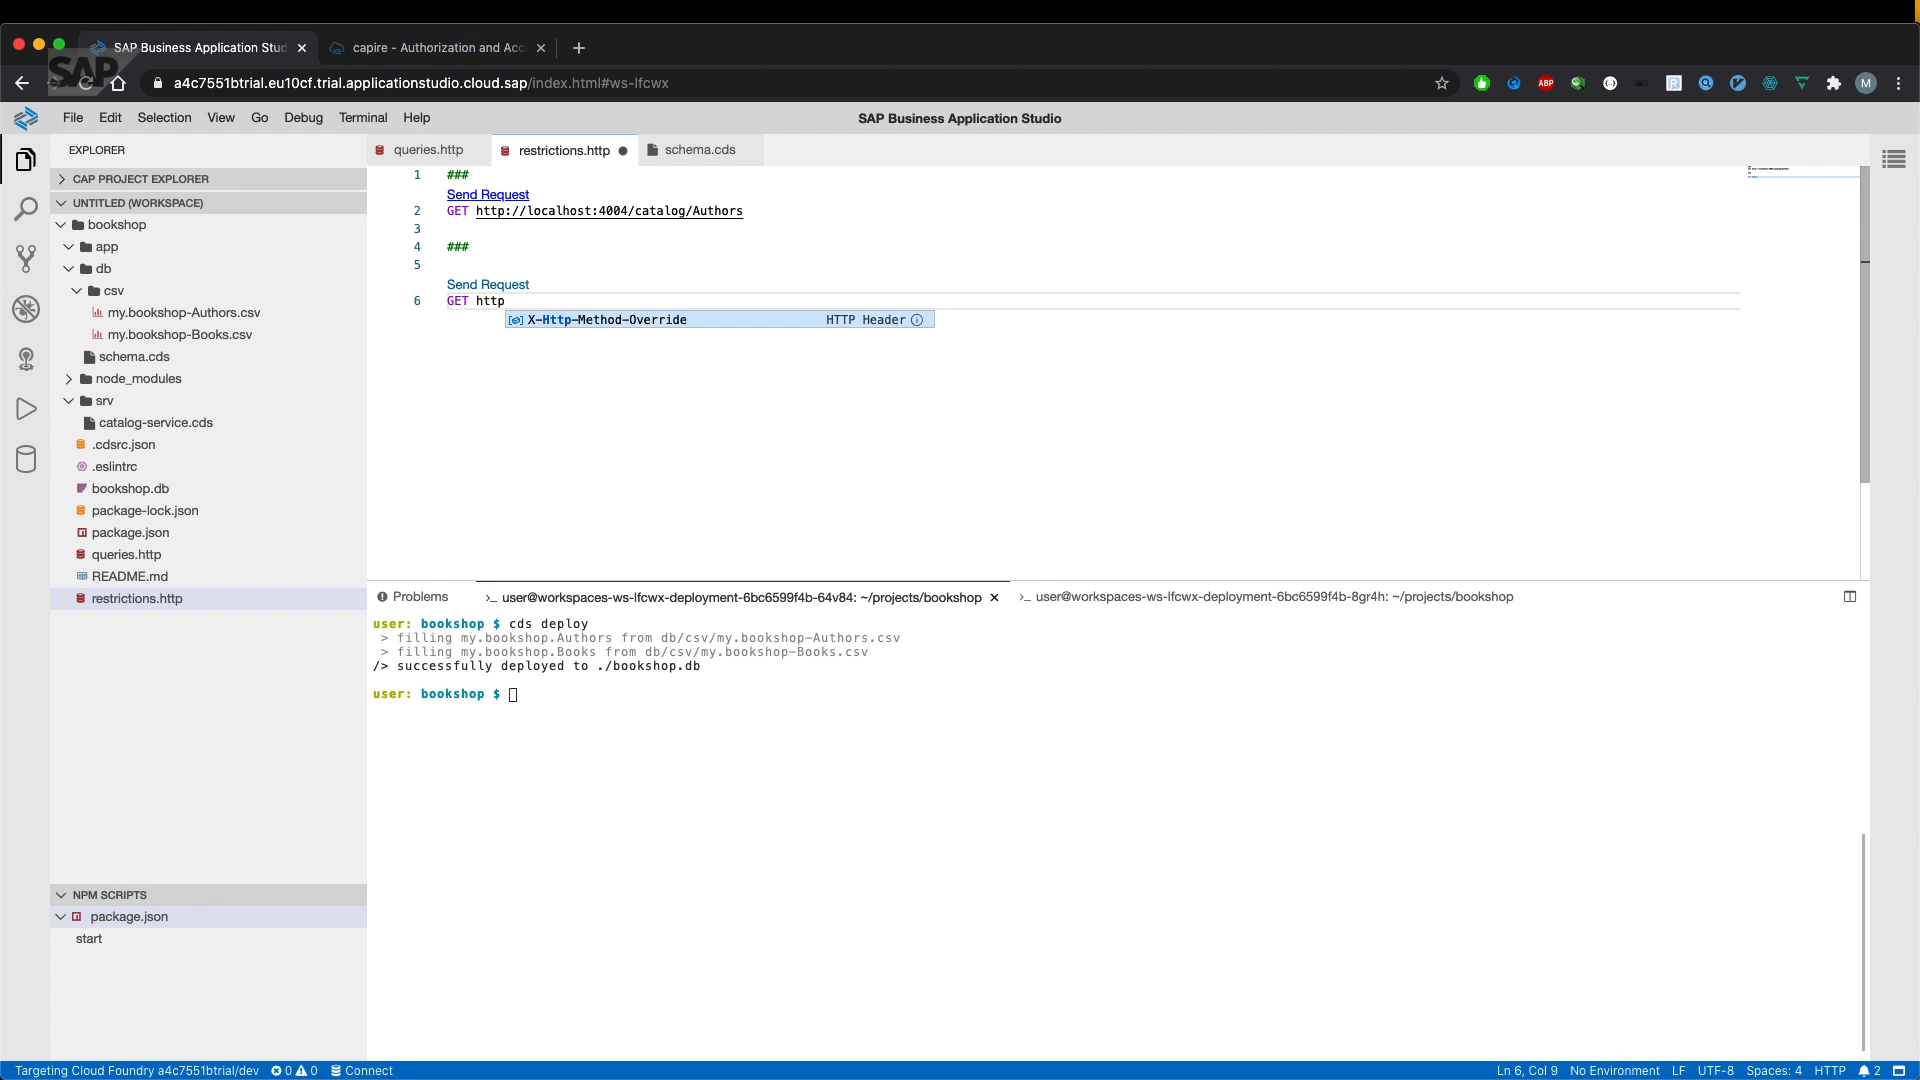 SAP Business Application Stud
capire - Authorization and Acc
SAP
a4c7551btrial.eu10cf.trial.applicationstudio.cloud.sap/index.html#ws-lfcwx
ABP
M
File Edit Selection View Go Debug Terminal Help
SAP Business Application Studio
EXPLORER
CAP PROJECT EXPLORER
UNTITLED (WORKSPACE)
bookshop
app
db
csv
my.bookshop-Authors.csv
my.bookshop-Books.csv
schema.cds
node_modules
srv
catalog-service.cds
.cdsrc.json
.eslintrc
bookshop.db
package-lock.json
package.json
queries.http
README.md
restrictions.http
NPM SCRIPTS
package.json
start
queries.http
restrictions.http
schema.cds
1 ###
Send Request
2 GET http://localhost:4004/catalog/Authors
3
4 ###
5
Send Request
6 GET http
X-Http-Method-Override HTTP Header
Problems
>_ user@workspaces-ws-lfcwx-deployment-6bc6599f4b-64v84: ~/projects/bookshop
>_ user@workspaces-ws-lfcwx-deployment-6bc6599f4b-8gr4h: ~/projects/bookshop
user: bookshop $ cds deploy
> filling my.bookshop.Authors from db/csv/my.bookshop-Authors.csv
> filling my.bookshop.Books from db/csv/my.bookshop-Books.csv
/> successfully deployed to ./bookshop.db
user: bookshop $
Targeting Cloud Foundry a4c7551btrial/dev 0 0 Connect
Ln 6, Col 9 No Environment LF UTF-8 Spaces: 4 HTTP 2